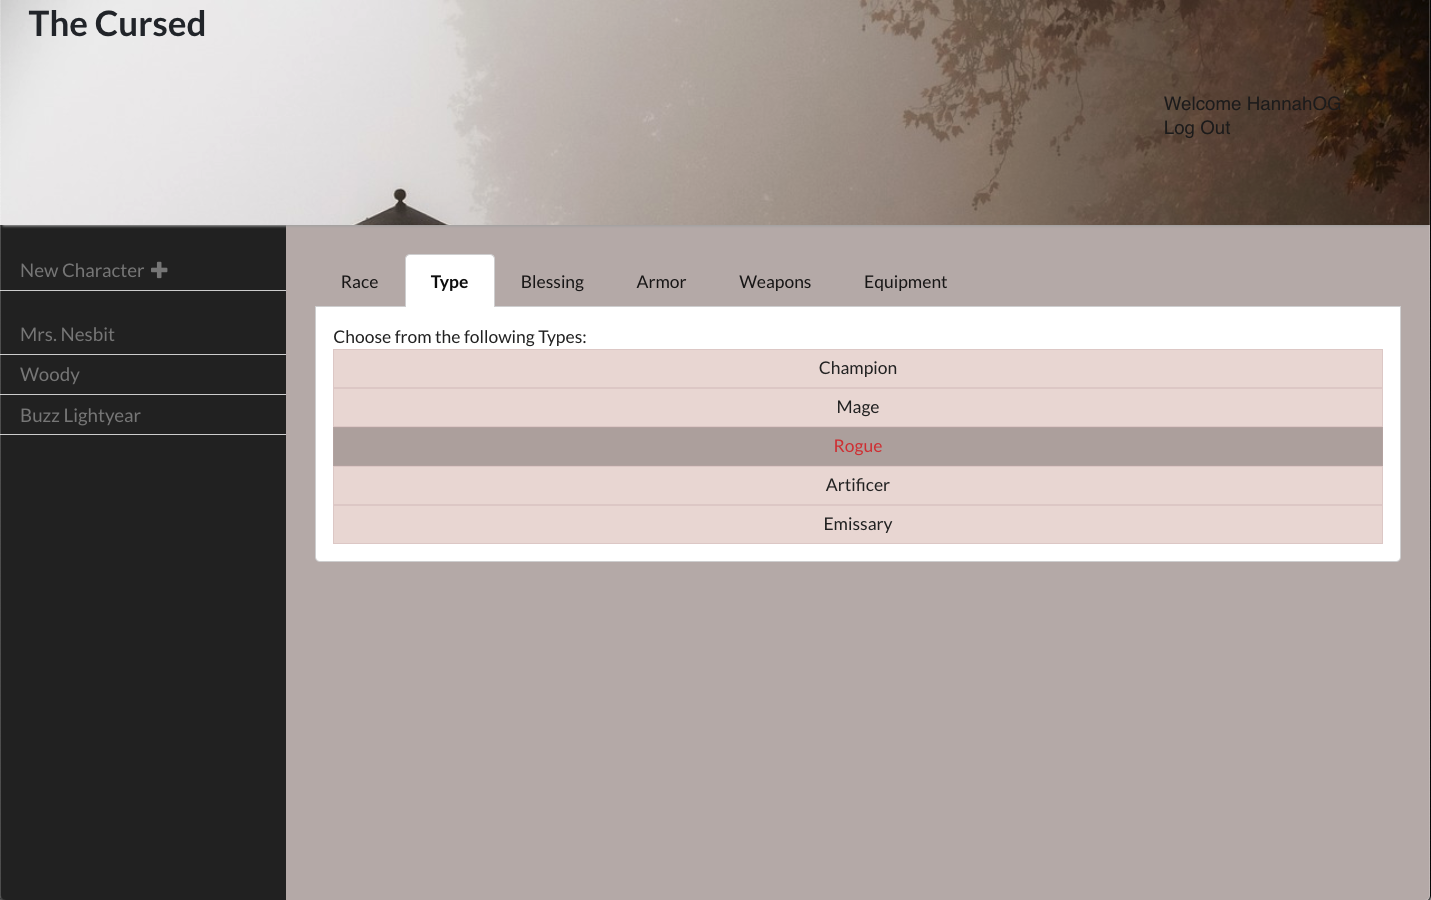 The Cursed
Welcome HannahOG
Log Out
New Character
Mrs. Nesbit
Woody
Buzz Lightyear
Race Type Blessing Armor Weapons Equipment
Choose from the following Types:
Champion
Mage
Rogue
Artificer
Emissary